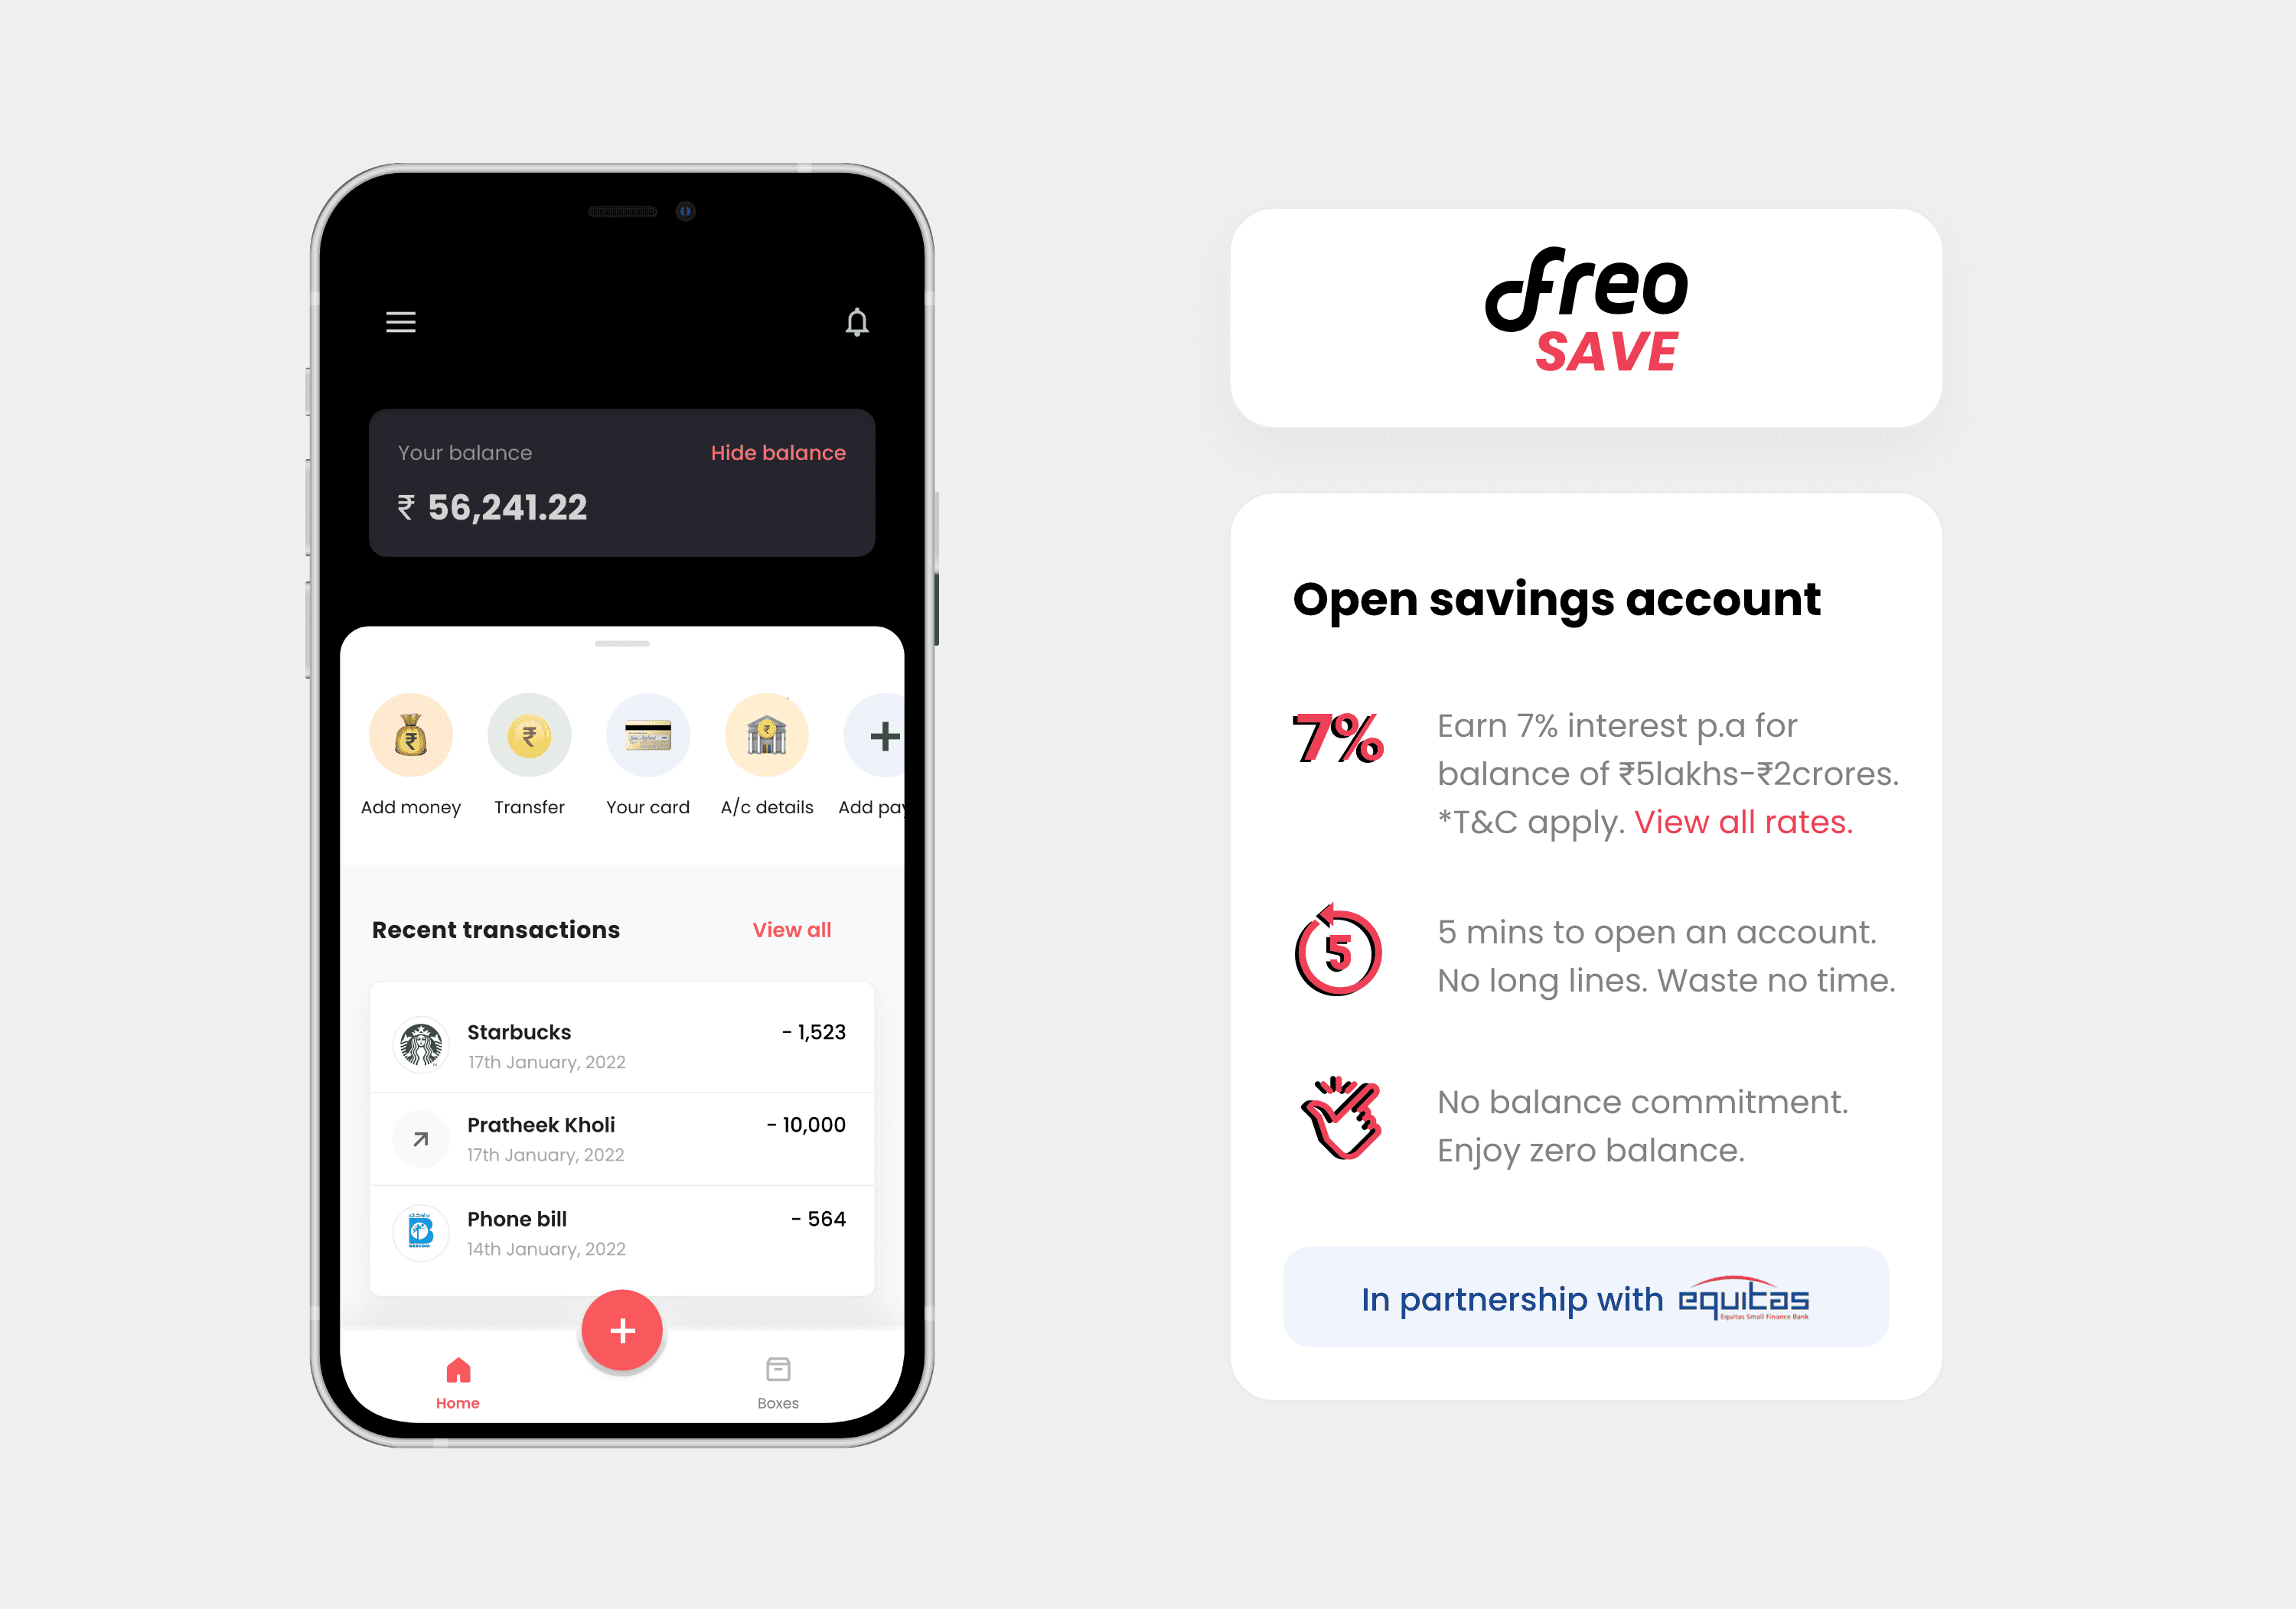 Your balance
Hide balance
₹ 56,241.22
Add money
Transfer
Your card
A/c details
Add pay
Recent transactions
View all
Starbucks
- 1,523
17th January, 2022
Pratheek Kholi
- 10,000
17th January, 2022
Phone bill
- 564
14th January, 2022
Home
Boxes
freo
SAVE
Open savings account
7%
Earn 7% interest p.a for
balance of ₹5lakhs-₹2crores.
*T&C apply. View all rates.
5
5 mins to open an account.
No long lines. Waste no time.
No balance commitment.
Enjoy zero balance.
In partnership with equitas
Equitas Small Finance Bank